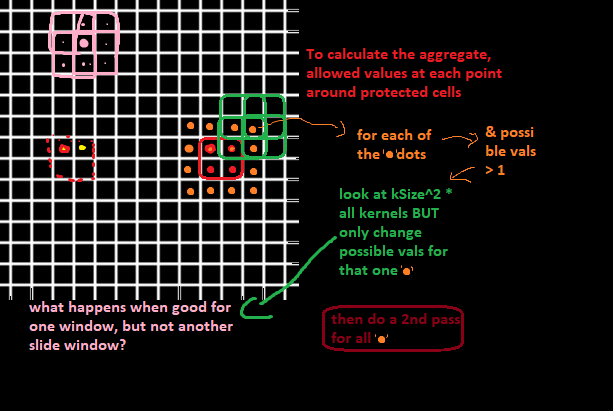 To calculate the aggregate,
allowed values at each point
around protected cells
for each of
the '●'dots
& possi
ble vals
> 1
look at kSize^2 *
all kernels BUT
only change
possible vals for
that one '●'
what happens when good for
one window, but not another
slide window?
then do a 2nd pass
for all '●'